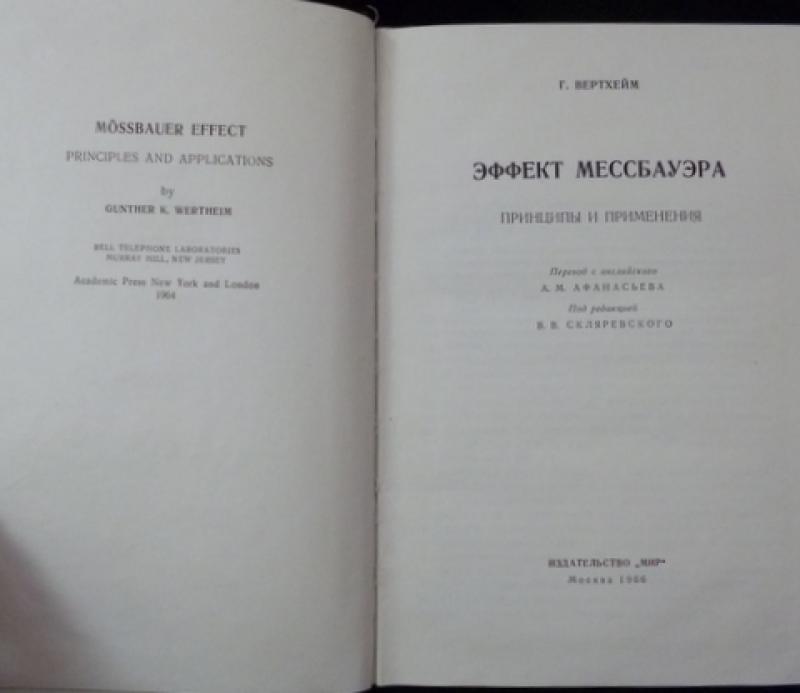 MÖSSBAUER EFFECT
PRINCIPLES AND APPLICATIONS
by
GUNTHER K. WERTHEIM
BELL TELEPHONE LABORATORIES
MURRAY HILL, NEW JERSEY
Academic Press New York and London
1964
Г. ВЕРТХЕЙМ
ЭФФЕКТ МЕССБАУЭРА
ПРИНЦИПЫ И ПРИМЕНЕНИЯ
Перевод с английского
А. М. АФАНАСЬЕВА
Под редакцией
В. В. СКЛЯРЕВСКОГО
ИЗДАТЕЛЬСТВО „МИР“
Москва 1966